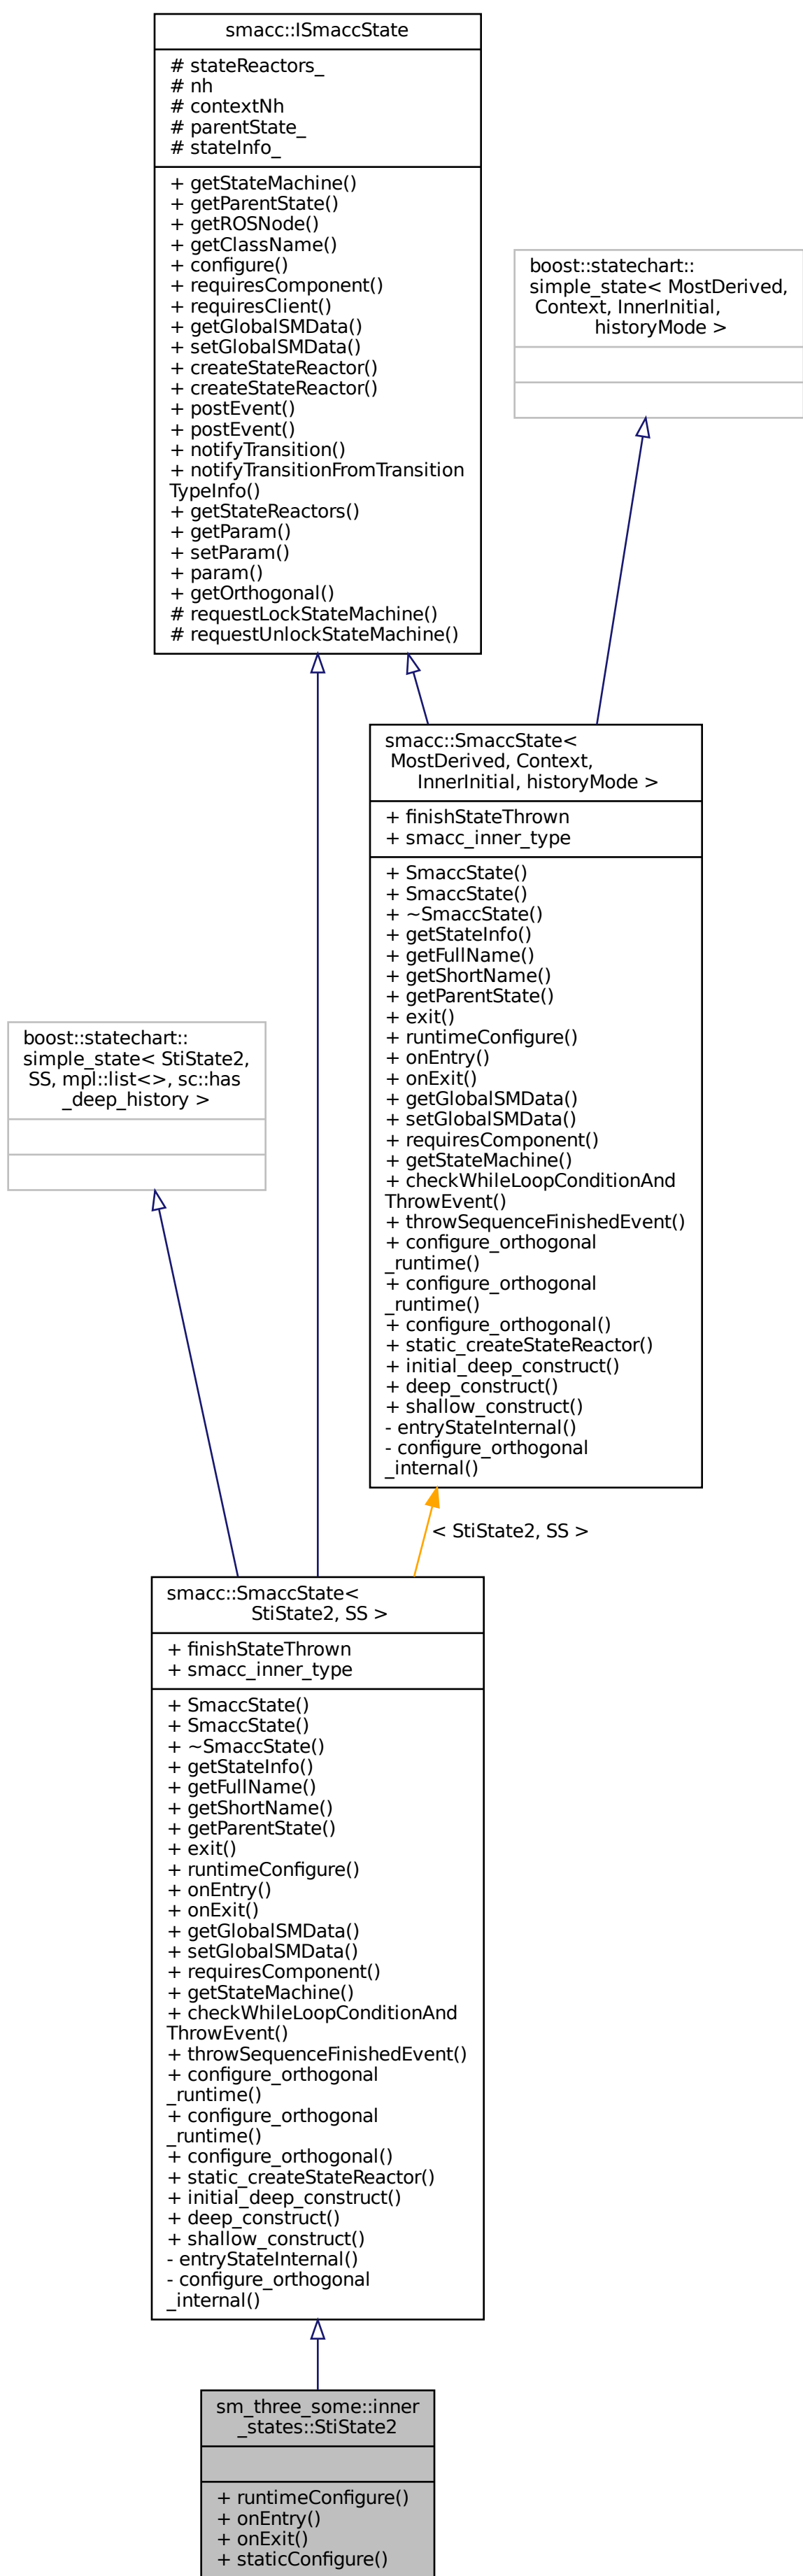 smacc::ISmaccState
# stateReactors_
# nh
# contextNh
# parentState_
# stateInfo_
+ getStateMachine()
+ getParentState()
+ getROSNode()
+ getClassName()
+ configure()
+ requiresComponent()
+ requiresClient()
+ getGlobalSMData()
+ setGlobalSMData()
+ createStateReactor()
+ createStateReactor()
+ postEvent()
+ postEvent()
+ notifyTransition()
+ notifyTransitionFromTransition
TypeInfo()
+ getStateReactors()
+ getParam()
+ setParam()
+ param()
+ getOrthogonal()
# requestLockStateMachine()
# requestUnlockStateMachine()
boost::statechart::
simple_state< MostDerived,
Context, InnerInitial,
historyMode >
smacc::SmaccState<
MostDerived, Context,
InnerInitial, historyMode >
+ finishStateThrown
+ smacc_inner_type
+ SmaccState()
+ SmaccState()
+ ~SmaccState()
+ getStateInfo()
+ getFullName()
+ getShortName()
+ getParentState()
+ exit()
+ runtimeConfigure()
+ onEntry()
+ onExit()
+ getGlobalSMData()
+ setGlobalSMData()
+ requiresComponent()
+ getStateMachine()
+ checkWhileLoopConditionAnd
ThrowEvent()
+ throwSequenceFinishedEvent()
+ configure_orthogonal
_runtime()
+ configure_orthogonal
_runtime()
+ configure_orthogonal()
+ static_createStateReactor()
+ initial_deep_construct()
+ deep_construct()
+ shallow_construct()
- entryStateInternal()
- configure_orthogonal
_internal()
boost::statechart::
simple_state< StiState2,
SS, mpl::list<>, sc::has
_deep_history >
< StiState2, SS >
smacc::SmaccState<
StiState2, SS >
+ finishStateThrown
+ smacc_inner_type
+ SmaccState()
+ SmaccState()
+ ~SmaccState()
+ getStateInfo()
+ getFullName()
+ getShortName()
+ getParentState()
+ exit()
+ runtimeConfigure()
+ onEntry()
+ onExit()
+ getGlobalSMData()
+ setGlobalSMData()
+ requiresComponent()
+ getStateMachine()
+ checkWhileLoopConditionAnd
ThrowEvent()
+ throwSequenceFinishedEvent()
+ configure_orthogonal
_runtime()
+ configure_orthogonal
_runtime()
+ configure_orthogonal()
+ static_createStateReactor()
+ initial_deep_construct()
+ deep_construct()
+ shallow_construct()
- entryStateInternal()
- configure_orthogonal
_internal()
sm_three_some::inner
_states::StiState2
+ runtimeConfigure()
+ onEntry()
+ onExit()
+ staticConfigure()